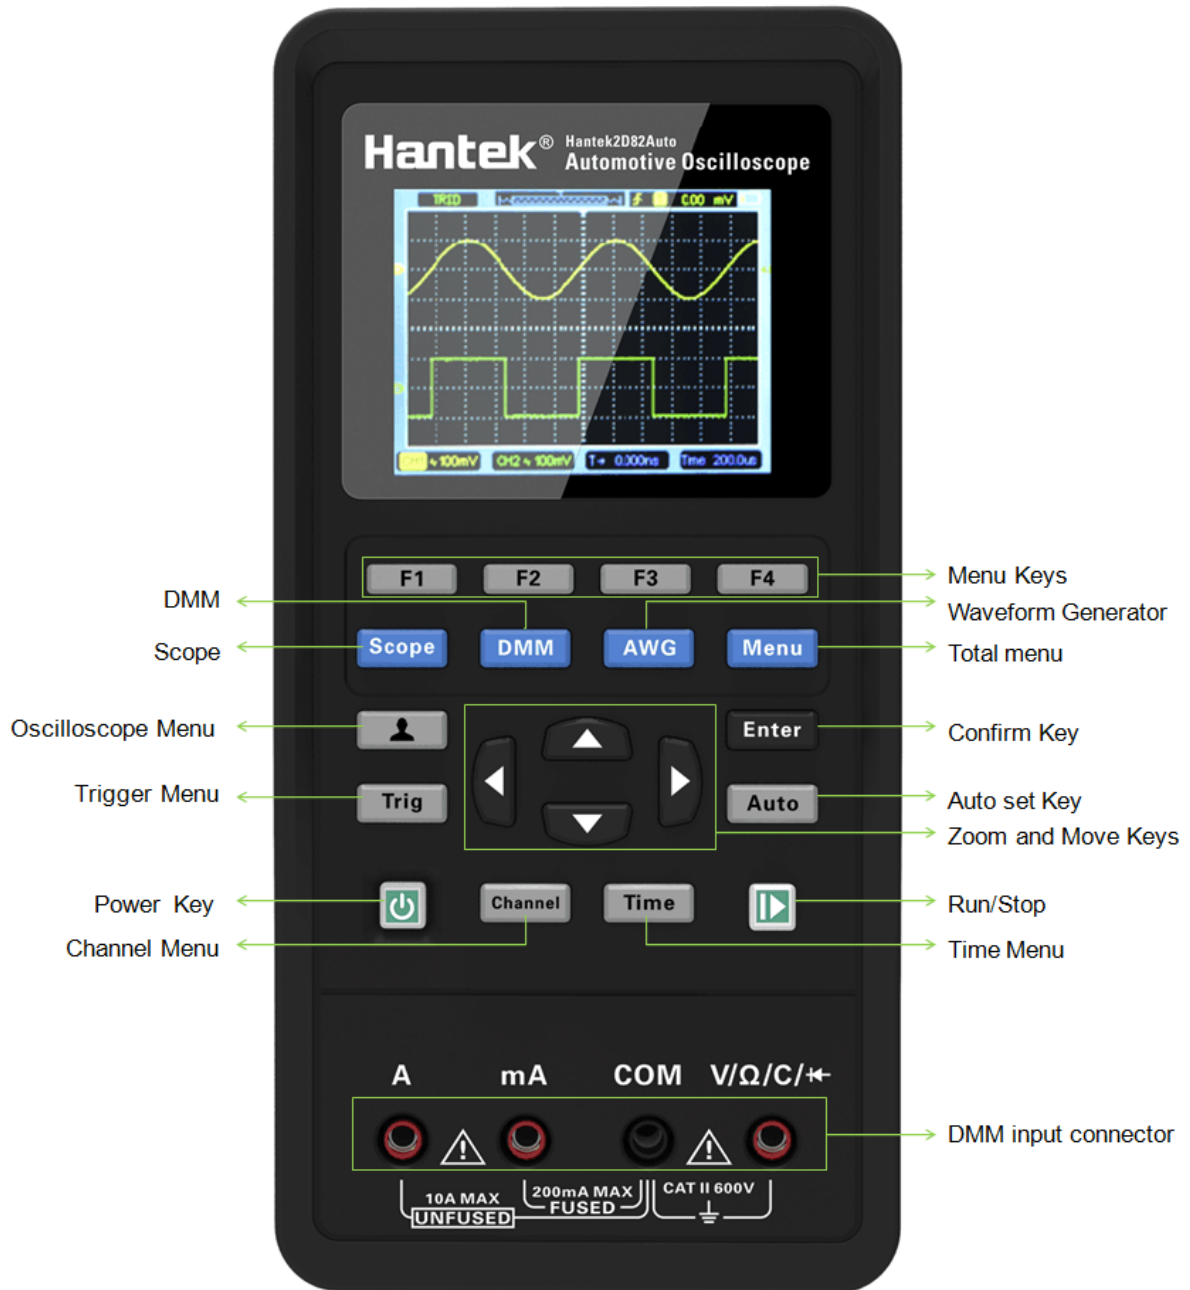 Hantek®
Hantek2D82Auto
Automotive Oscilloscope
TRIG
0.00 mV
CH1 100mV
CH2 100mV
T→ 0.000ns
Time 200.0us
F1
F2
F3
F4
Menu Keys
DMM
Waveform Generator
Scope
Scope
DMM
AWG
Menu
Total menu
Oscilloscope Menu
Enter
Confirm Key
Trigger Menu
Trig
Auto
Auto set Key
Zoom and Move Keys
Power Key
Channel
Time
Run/Stop
Channel Menu
Time Menu
A
mA
COM
V/Ω/C/
DMM input connector
10A MAX
UNFUSED
200mA MAX
FUSED
CAT II 600V